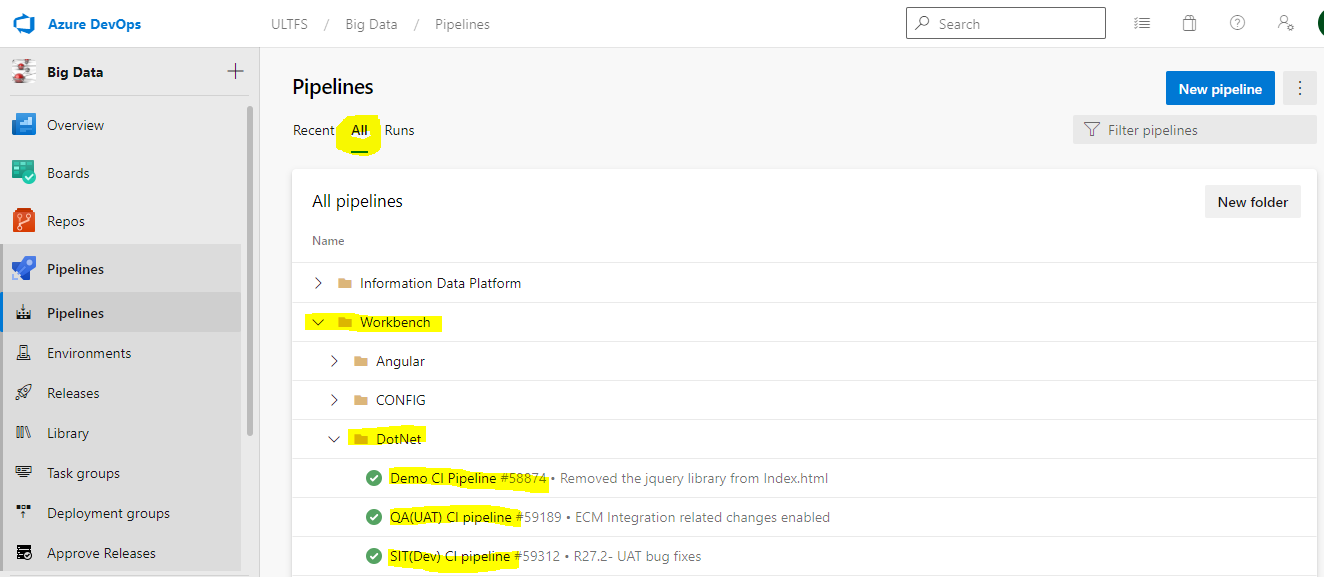 Azure DevOps
ULTFS / Big Data / Pipelines
Search
Big Data
Overview
Boards
Repos
Pipelines
Pipelines
Environments
Releases
Library
Task groups
Deployment groups
Approve Releases
Pipelines
New pipeline
Recent All Runs
Filter pipelines
All pipelines
New folder
Name
Information Data Platform
Workbench
Angular
CONFIG
DotNet
Demo CI Pipeline #58874 • Removed the jquery library from Index.html
QA(UAT) CI pipeline #59189 • ECM Integration related changes enabled
SIT(Dev) CI pipeline #59312 • R27.2- UAT bug fixes